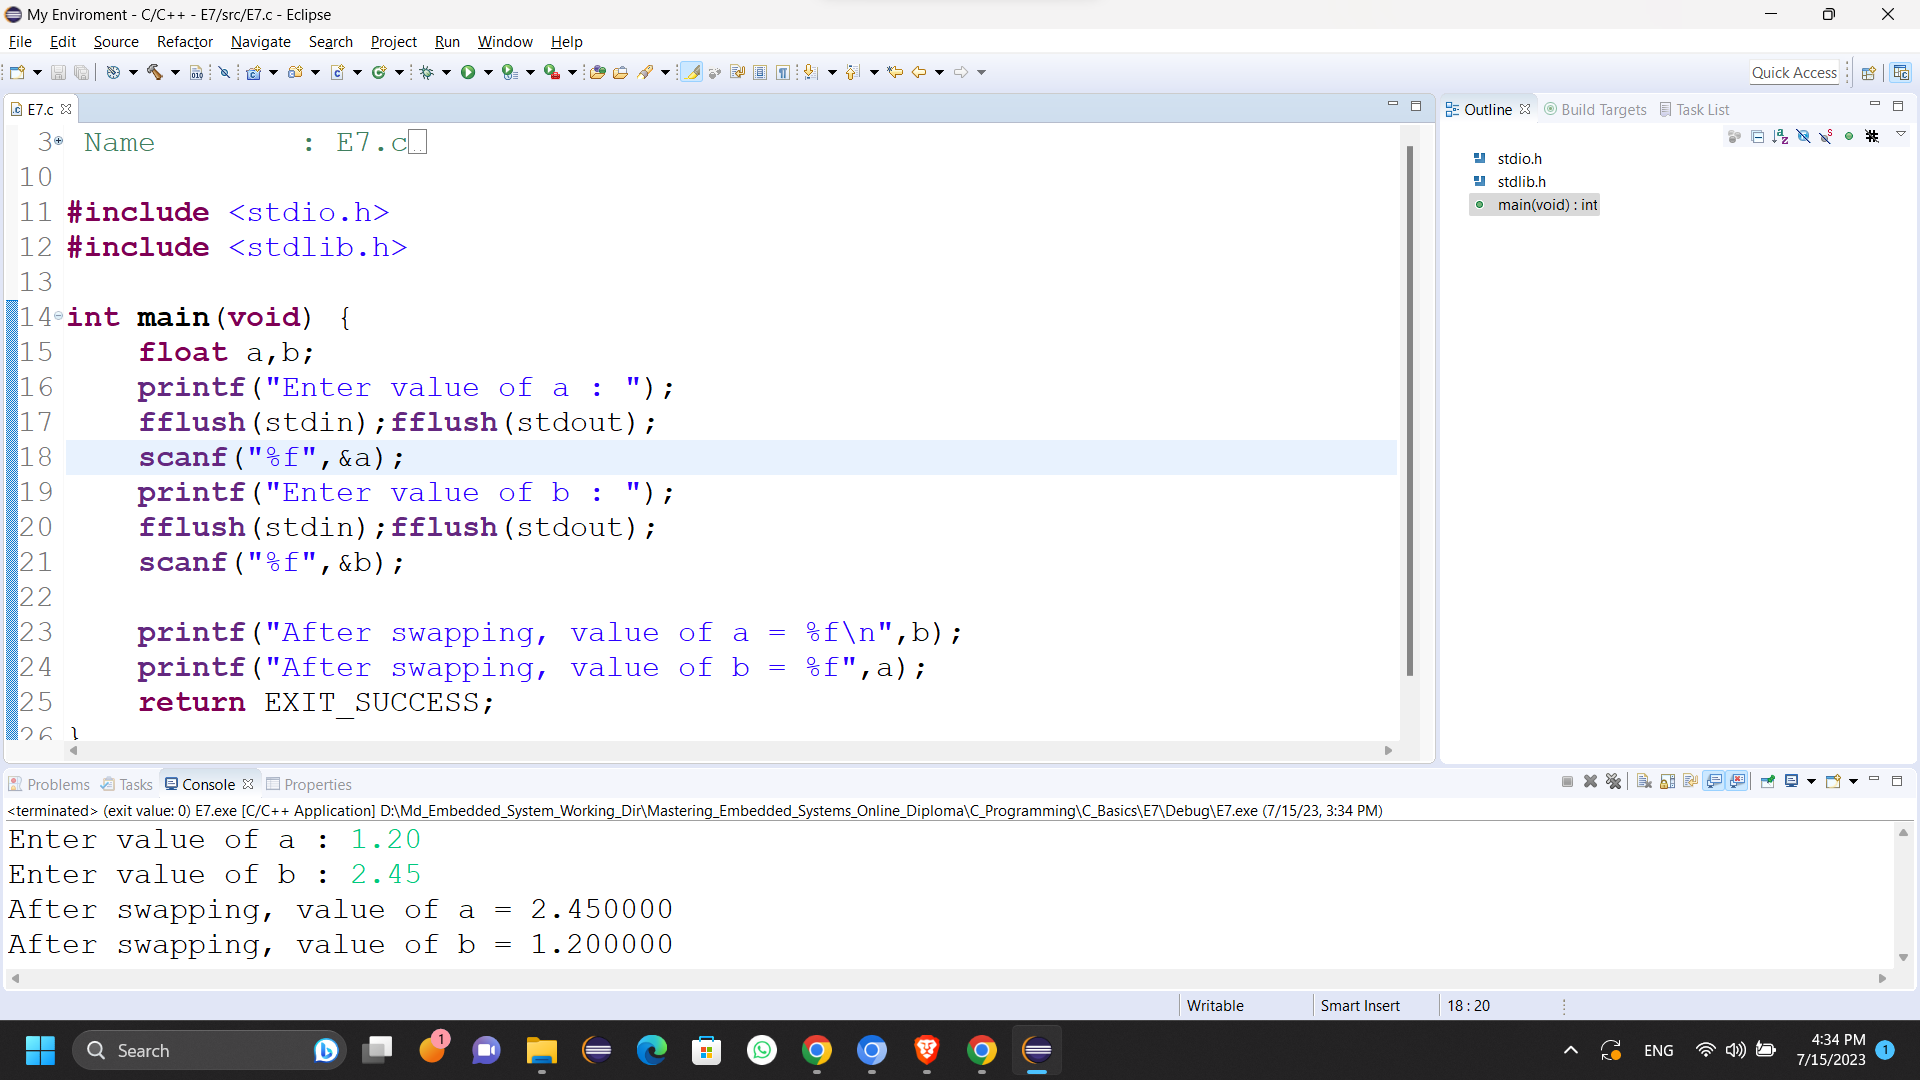 My Enviroment - C/C++ - E7/src/E7.c - Eclipse
File Edit Source Refactor Navigate Search Project Run Window Help
Quick Access
E7.c
Outline Build Targets Task List
3 Name : E7.c
10
11 #include <stdio.h>
12 #include <stdlib.h>
13
14 int main(void) {
15 float a,b;
16 printf("Enter value of a : ");
17 fflush(stdin);fflush(stdout);
18 scanf("%f",&a);
19 printf("Enter value of b : ");
20 fflush(stdin);fflush(stdout);
21 scanf("%f",&b);
22
23 printf("After swapping, value of a = %f\n",b);
24 printf("After swapping, value of b = %f",a);
25 return EXIT_SUCCESS;
26 }
stdio.h
stdlib.h
main(void) : int
Problems Tasks Console Properties
<terminated> (exit value: 0) E7.exe [C/C++ Application] D:\Md_Embedded_System_Working_Dir\Mastering_Embedded_Systems_Online_Diploma\C_Programming\C_Basics\E7\Debug\E7.exe (7/15/23, 3:34 PM)
Enter value of a : 1.20
Enter value of b : 2.45
After swapping, value of a = 2.450000
After swapping, value of b = 1.200000
Writable Smart Insert 18 : 20
Search
1
ENG
4:34 PM
7/15/2023
1